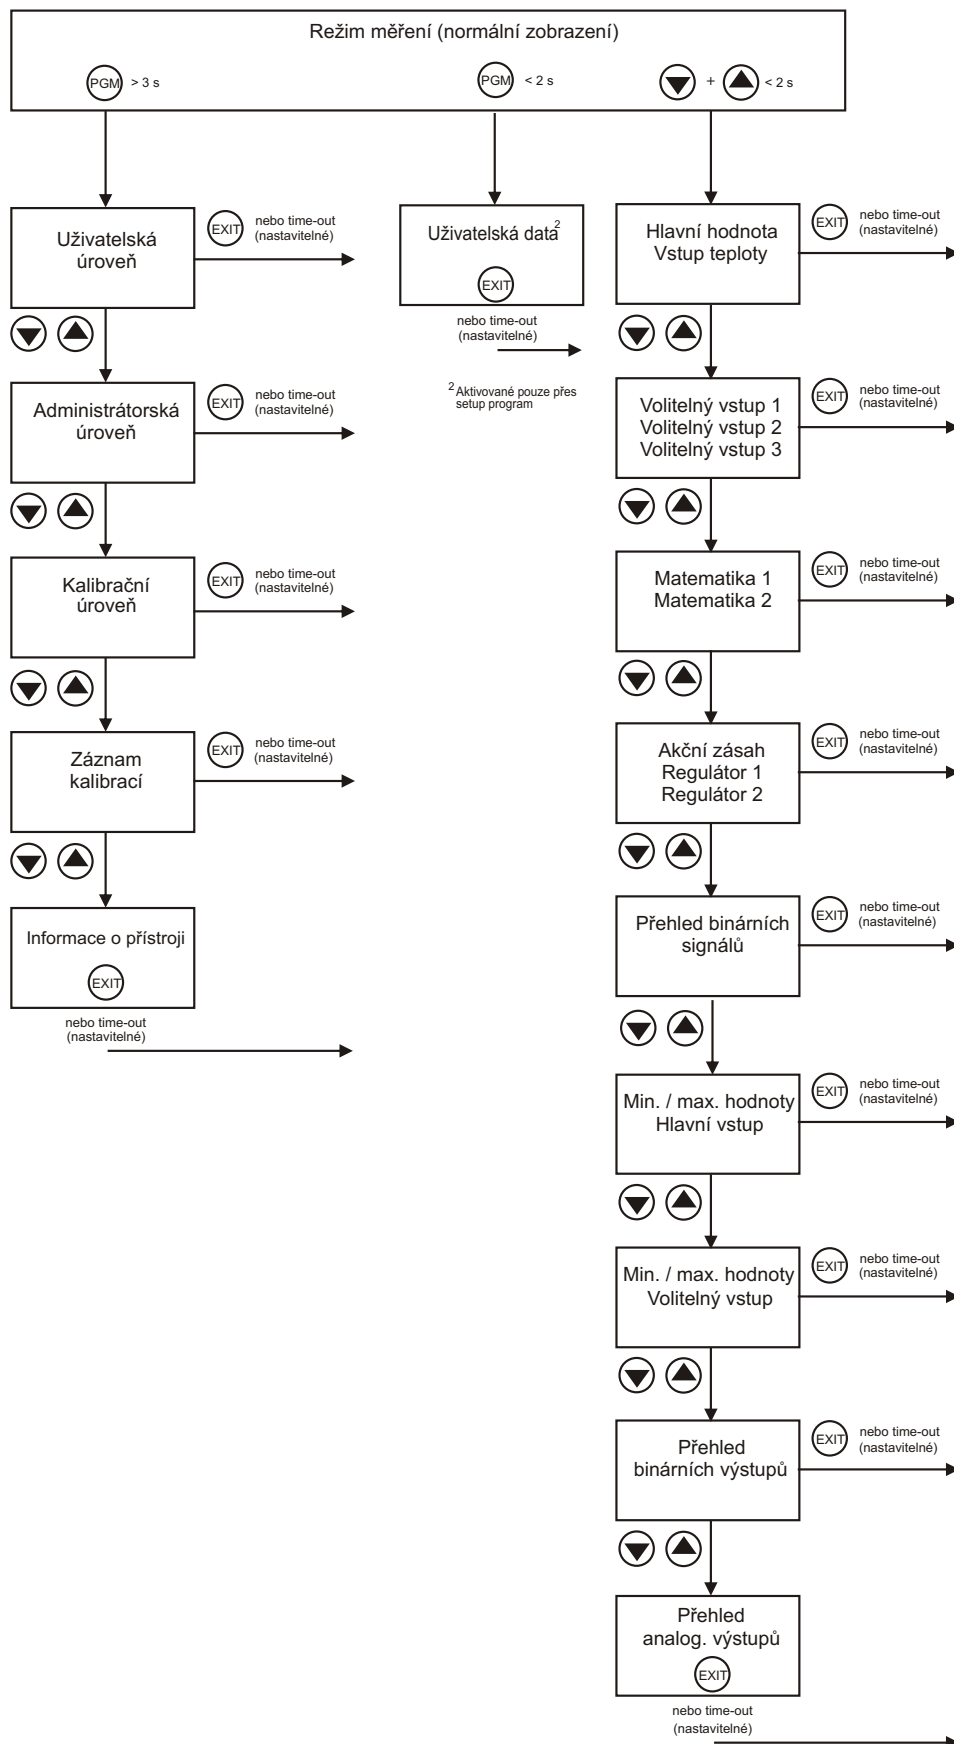 Režim měření (normální zobrazení)
PGM > 3 s
PGM < 2 s
+ < 2 s
Uživatelská
úroveň
EXIT
nebo time-out
(nastavitelné)
Administrátorská
úroveň
EXIT
nebo time-out
(nastavitelné)
Kalibrační
úroveň
EXIT
nebo time-out
(nastavitelné)
Záznam
kalibrací
EXIT
nebo time-out
(nastavitelné)
Informace o přístroji
EXIT
nebo time-out
(nastavitelné)
Uživatelská data2
EXIT
nebo time-out
(nastavitelné)
2 Aktivované pouze přes
setup program
Hlavní hodnota
Vstup teploty
EXIT
nebo time-out
(nastavitelné)
Volitelný vstup 1
Volitelný vstup 2
Volitelný vstup 3
EXIT
nebo time-out
(nastavitelné)
Matematika 1
Matematika 2
EXIT
nebo time-out
(nastavitelné)
Akční zásah
Regulátor 1
Regulátor 2
EXIT
nebo time-out
(nastavitelné)
Přehled binárních
signálů
EXIT
nebo time-out
(nastavitelné)
Min. / max. hodnoty
Hlavní vstup
EXIT
nebo time-out
(nastavitelné)
Min. / max. hodnoty
Volitelný vstup
EXIT
nebo time-out
(nastavitelné)
Přehled
binárních výstupů
EXIT
nebo time-out
(nastavitelné)
Přehled
analog. výstupů
EXIT
nebo time-out
(nastavitelné)